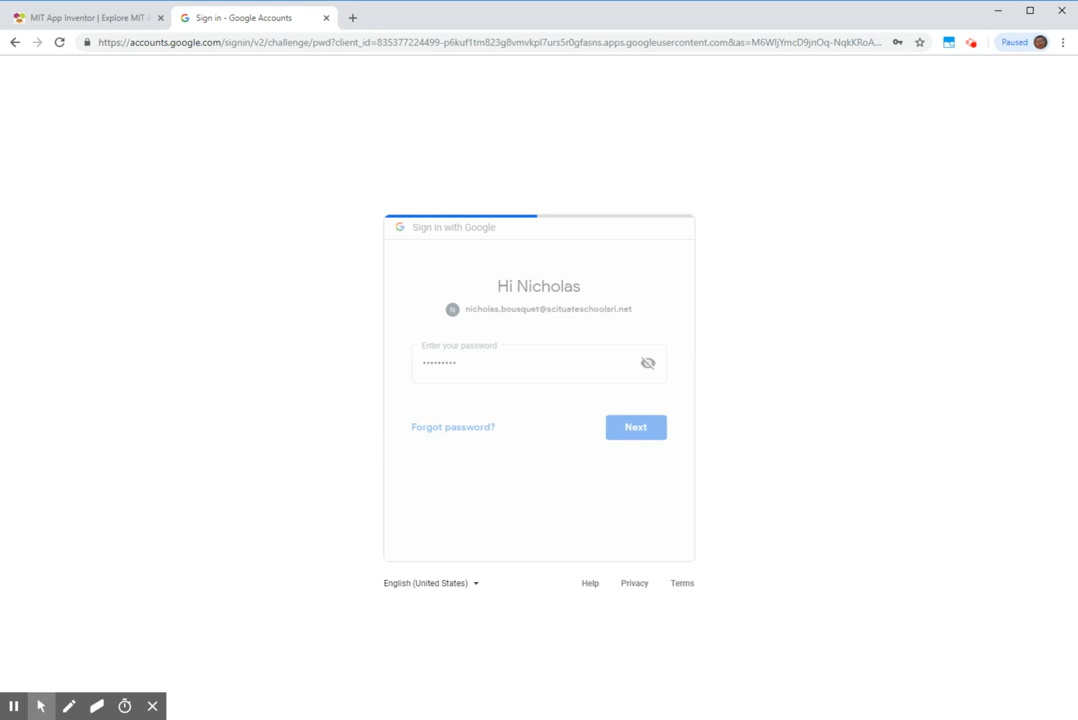 MIT App Inventor | Explore MIT A
Sign in - Google Accounts
https://accounts.google.com/signin/v2/challenge/pwd?client_id=835377224499-p6kuf1tm823g8vmvkpl7urs5r0gfasns.apps.googleusercontent.com&as=M6WIjYmcD9jnOq-NqkKRoA...
Paused
Sign in with Google
Hi Nicholas
N nicholas.bousquet@scituateschoolsri.net
Enter your password
•••••••••
Forgot password? Next
English (United States) Help Privacy Terms